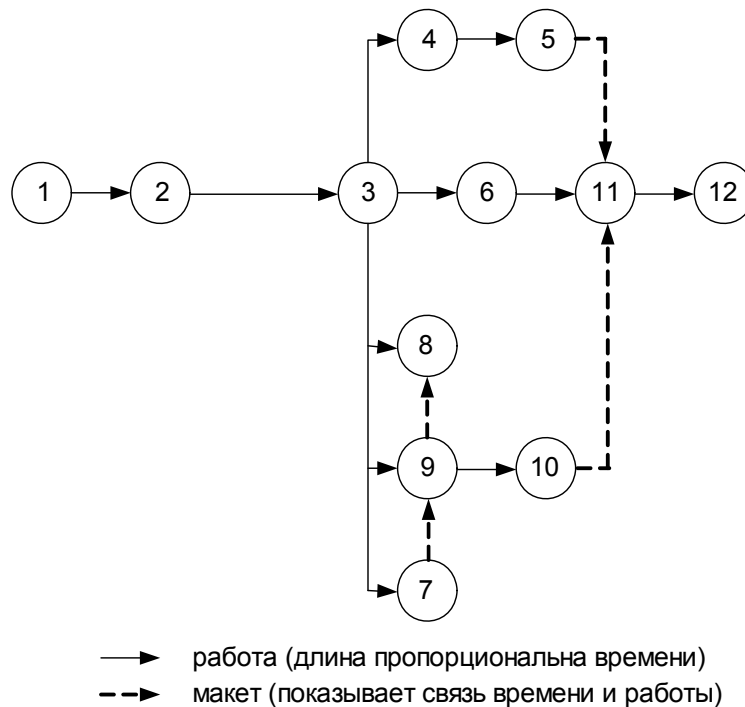 4 5
1 2 3 6 11 12
8
9 10
7
работа (длина пропорциональна времени)
макет (показывает связь времени и работы)